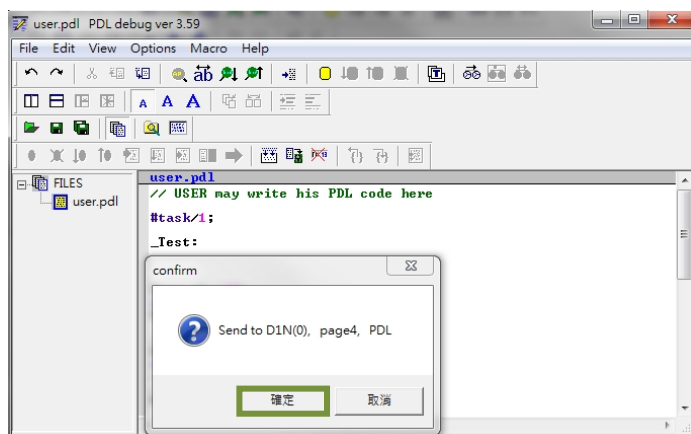 user.pdl PDL debug ver 3.59
File Edit View Options Macro Help
ab
A A A
FILES
user.pdl
user.pdl
// USER may write his PDL code here
#task/1;
_Test:
confirm
Send to D1N(0), page4, PDL
確定
取消